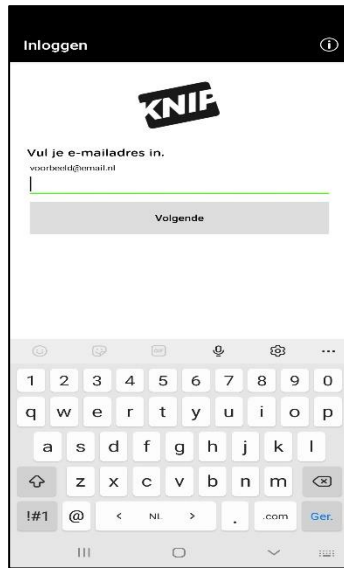 Inloggen
KNIP
Vul je e-mailadres in.
voorbeeld@email.nl
Volgende
GIF
1 2 3 4 5 6 7 8 9 0
q w e r t y u i o p
a s d f g h j k l
z x c v b n m
!#1 @ < NL > . .com Ger.